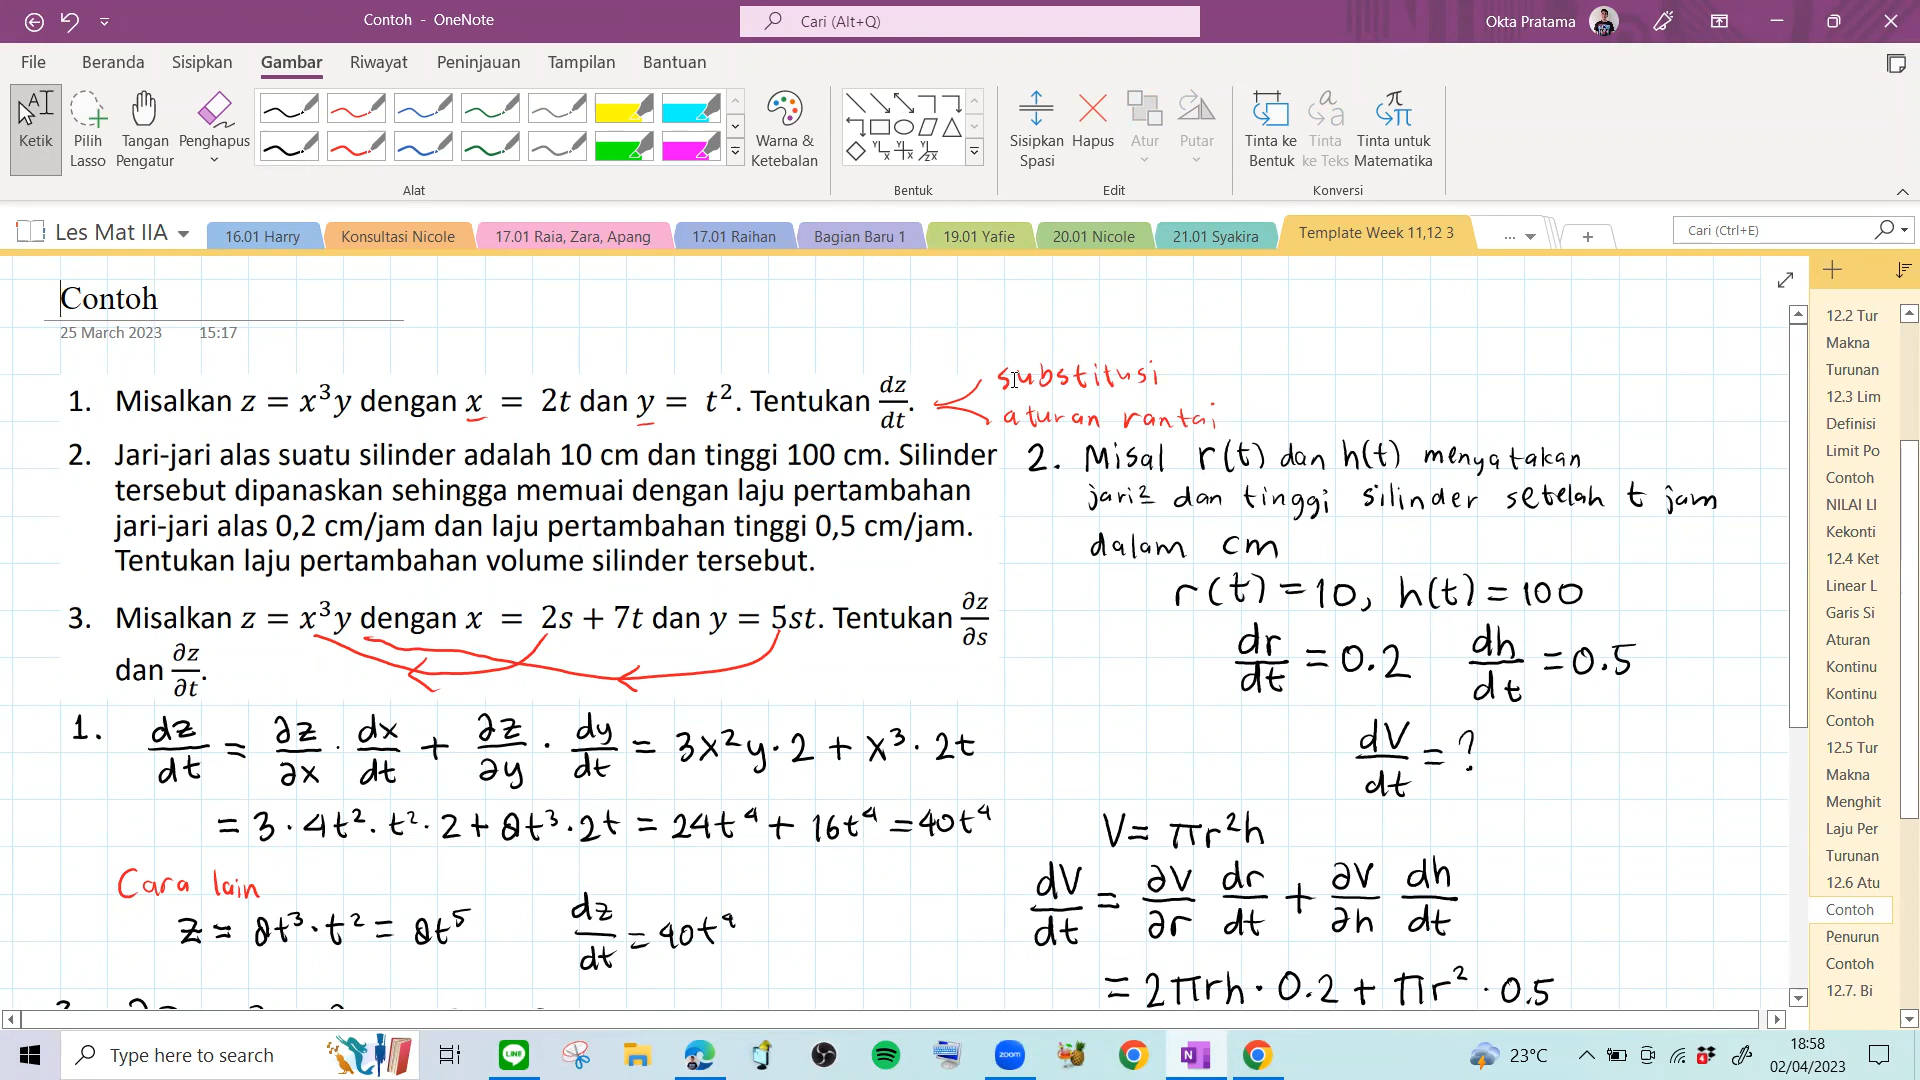 Contoh - OneNote
Cari (Alt+Q)
Okta Pratama
File Beranda Sisipkan Gambar Riwayat Peninjauan Tampilan Bantuan
Ketik
Pilih Lasso
Tangan Pengatur
Penghapus
Warna & Ketebalan
Sisipkan Spasi
Hapus
Atur
Putar
Tinta ke Bentuk
Tinta ke Teks
Tinta untuk Matematika
Alat
Bentuk
Edit
Konversi
Les Mat IIA
16.01 Harry
Konsultasi Nicole
17.01 Raia, Zara, Apang
17.01 Raihan
Bagian Baru 1
19.01 Yafie
20.01 Nicole
21.01 Syakira
Template Week 11,12 3
...
Cari (Ctrl+E)
Contoh
25 March 2023 15:17
1. Misalkan z = x³y dengan x = 2t dan y = t². Tentukan dz/dt.
substitusi
aturan rantai
2. Jari-jari alas suatu silinder adalah 10 cm dan tinggi 100 cm. Silinder
tersebut dipanaskan sehingga memuai dengan laju pertambahan
jari-jari alas 0,2 cm/jam dan laju pertambahan tinggi 0,5 cm/jam.
Tentukan laju pertambahan volume silinder tersebut.
3. Misalkan z = x³y dengan x = 2s + 7t dan y = 5st. Tentukan ∂z/∂s
dan ∂z/∂t.
1. dz/dt = ∂z/∂x · dx/dt + ∂z/∂y · dy/dt = 3x²y · 2 + x³ · 2t
= 3 · 4t² · t² · 2 + 8t³ · 2t = 24t⁴ + 16t⁴ = 40t⁴
Cara lain
z = 8t³ · t² = 8t⁵ dz/dt = 40t⁴
2. Misal r(t) dan h(t) menyatakan
jari² dan tinggi silinder setelah t jam
dalam cm
r(t) = 10, h(t) = 100
dr/dt = 0.2 dh/dt = 0.5
dV/dt = ?
V = πr²h
dV/dt = ∂V/∂r dr/dt + ∂V/∂h dh/dt
= 2πrh · 0.2 + πr² · 0.5
12.2 Tur
Makna
Turunan
12.3 Lim
Definisi
Limit Po
Contoh
NILAI LI
Kekonti
12.4 Ket
Linear L
Garis Si
Aturan
Kontinu
Kontinu
Contoh
12.5 Tur
Makna
Menghit
Laju Per
Turunan
12.6 Atu
Contoh
Penurun
Contoh
12.7. Bi
Type here to search
LINE
zoom
23°C
18:58
02/04/2023